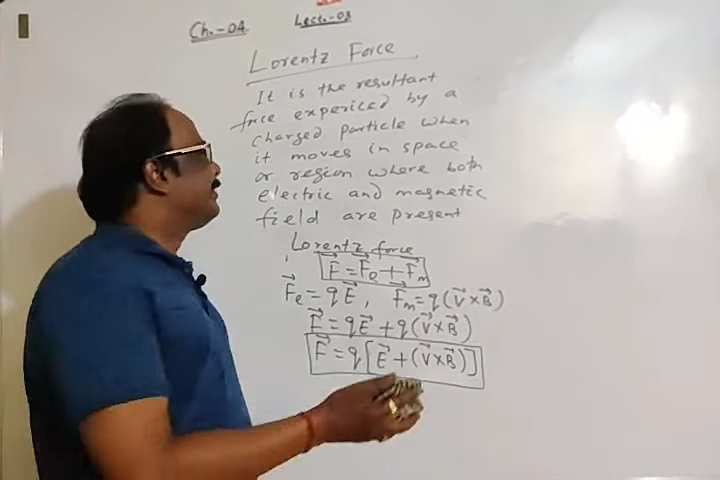 Ch.-04
Lect.-03
Lorentz Force
It is the resultant
force expericed by a
charged particle when
it moves in space
or region where both
electric and magnetic
field are present
Lorentz force
F⃗ = F⃗e + F⃗m
F⃗e = qE⃗ , F⃗m = q(V⃗×B⃗)
F⃗ = qE⃗ + q(V⃗×B⃗)
F⃗ = q[E⃗ + (V⃗×B⃗)]